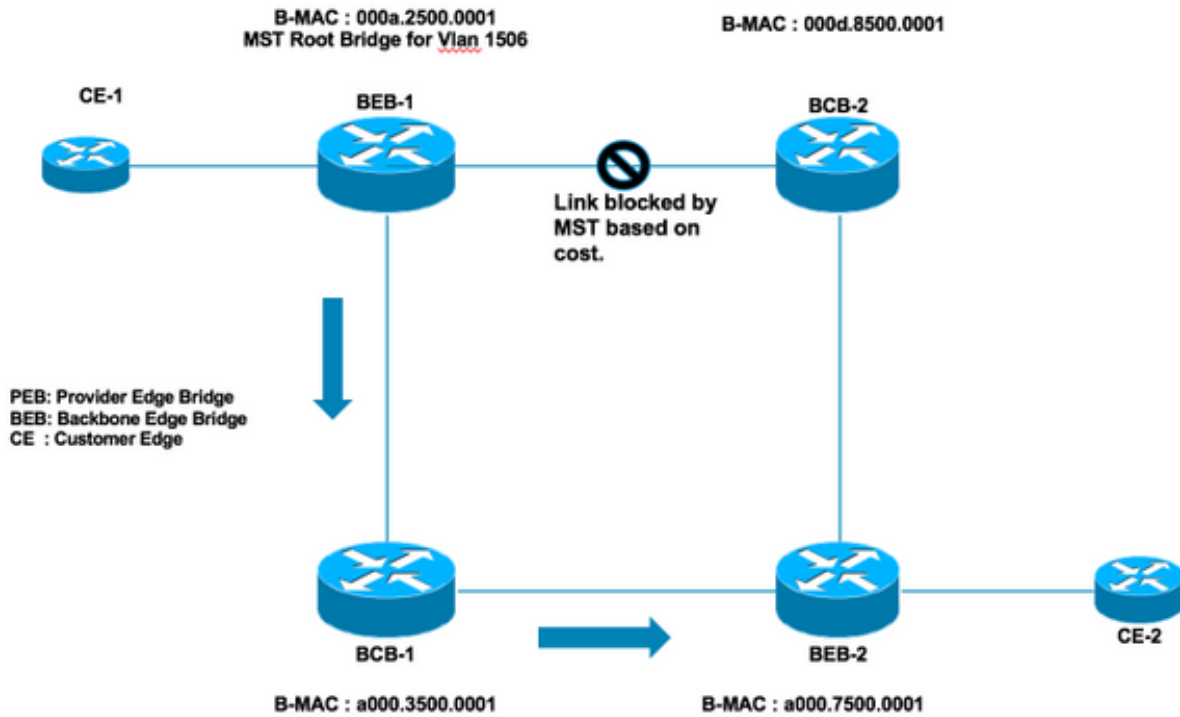 B-MAC : 000a.2500.0001
MST Root Bridge for Vlan 1506
B-MAC : 000d.8500.0001
CE-1
BEB-1
BCB-2
Link blocked by
MST based on
cost.
PEB: Provider Edge Bridge
BEB: Backbone Edge Bridge
CE : Customer Edge
BCB-1
BEB-2
CE-2
B-MAC : a000.3500.0001
B-MAC : a000.7500.0001